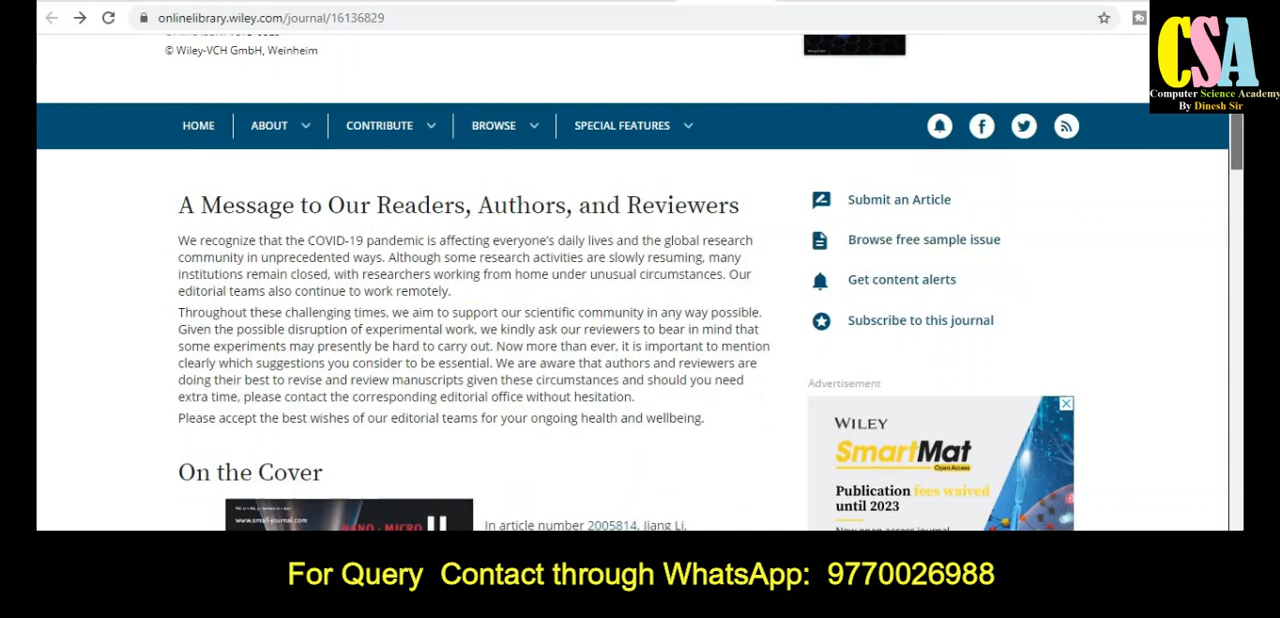 onlinelibrary.wiley.com/journal/16136829
© Wiley-VCH GmbH, Weinheim
CSA
Computer Science Academy
By Dinesh Sir
HOME ABOUT CONTRIBUTE BROWSE SPECIAL FEATURES
A Message to Our Readers, Authors, and Reviewers
We recognize that the COVID-19 pandemic is affecting everyone's daily lives and the global research
community in unprecedented ways. Although some research activities are slowly resuming, many
institutions remain closed, with researchers working from home under unusual circumstances. Our
editorial teams also continue to work remotely.
Throughout these challenging times, we aim to support our scientific community in any way possible.
Given the possible disruption of experimental work, we kindly ask our reviewers to bear in mind that
some experiments may presently be hard to carry out. Now more than ever, it is important to mention
clearly which suggestions you consider to be essential. We are aware that authors and reviewers are
doing their best to revise and review manuscripts given these circumstances and should you need
extra time, please contact the corresponding editorial office without hesitation.
Please accept the best wishes of our editorial teams for your ongoing health and wellbeing.
On the Cover
www.small-journal.com
NANO · MICRO
In article number 2005814, Jiang Li,
Submit an Article
Browse free sample issue
Get content alerts
Subscribe to this journal
Advertisement
WILEY
SmartMat
Open Access
Publication fees waived
until 2023
Now open access journal
For Query Contact through WhatsApp: 9770026988